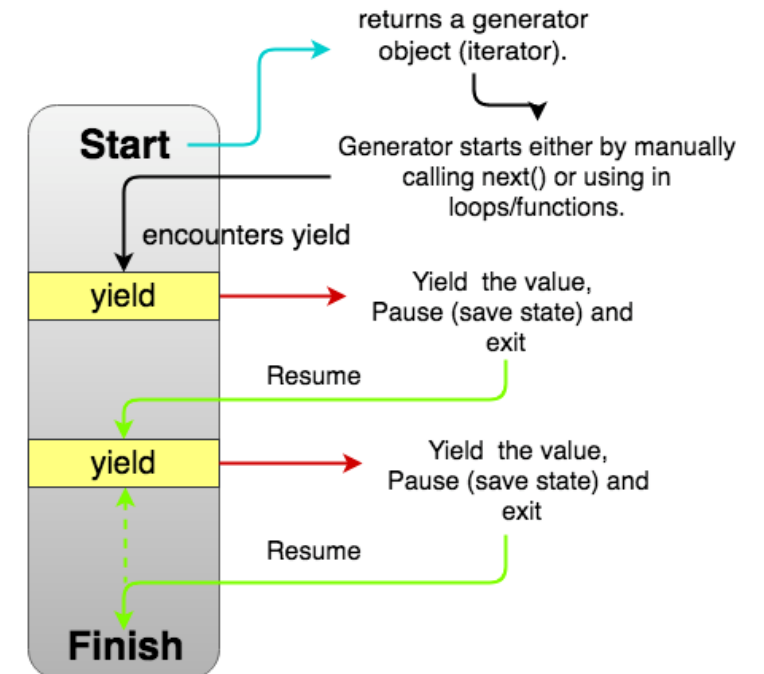 returns a generator
object (iterator).
Start
Generator starts either by manually
calling next() or using in
loops/functions.
encounters yield
yield
Yield the value,
Pause (save state) and
exit
Resume
yield
Yield the value,
Pause (save state) and
exit
Resume
Finish